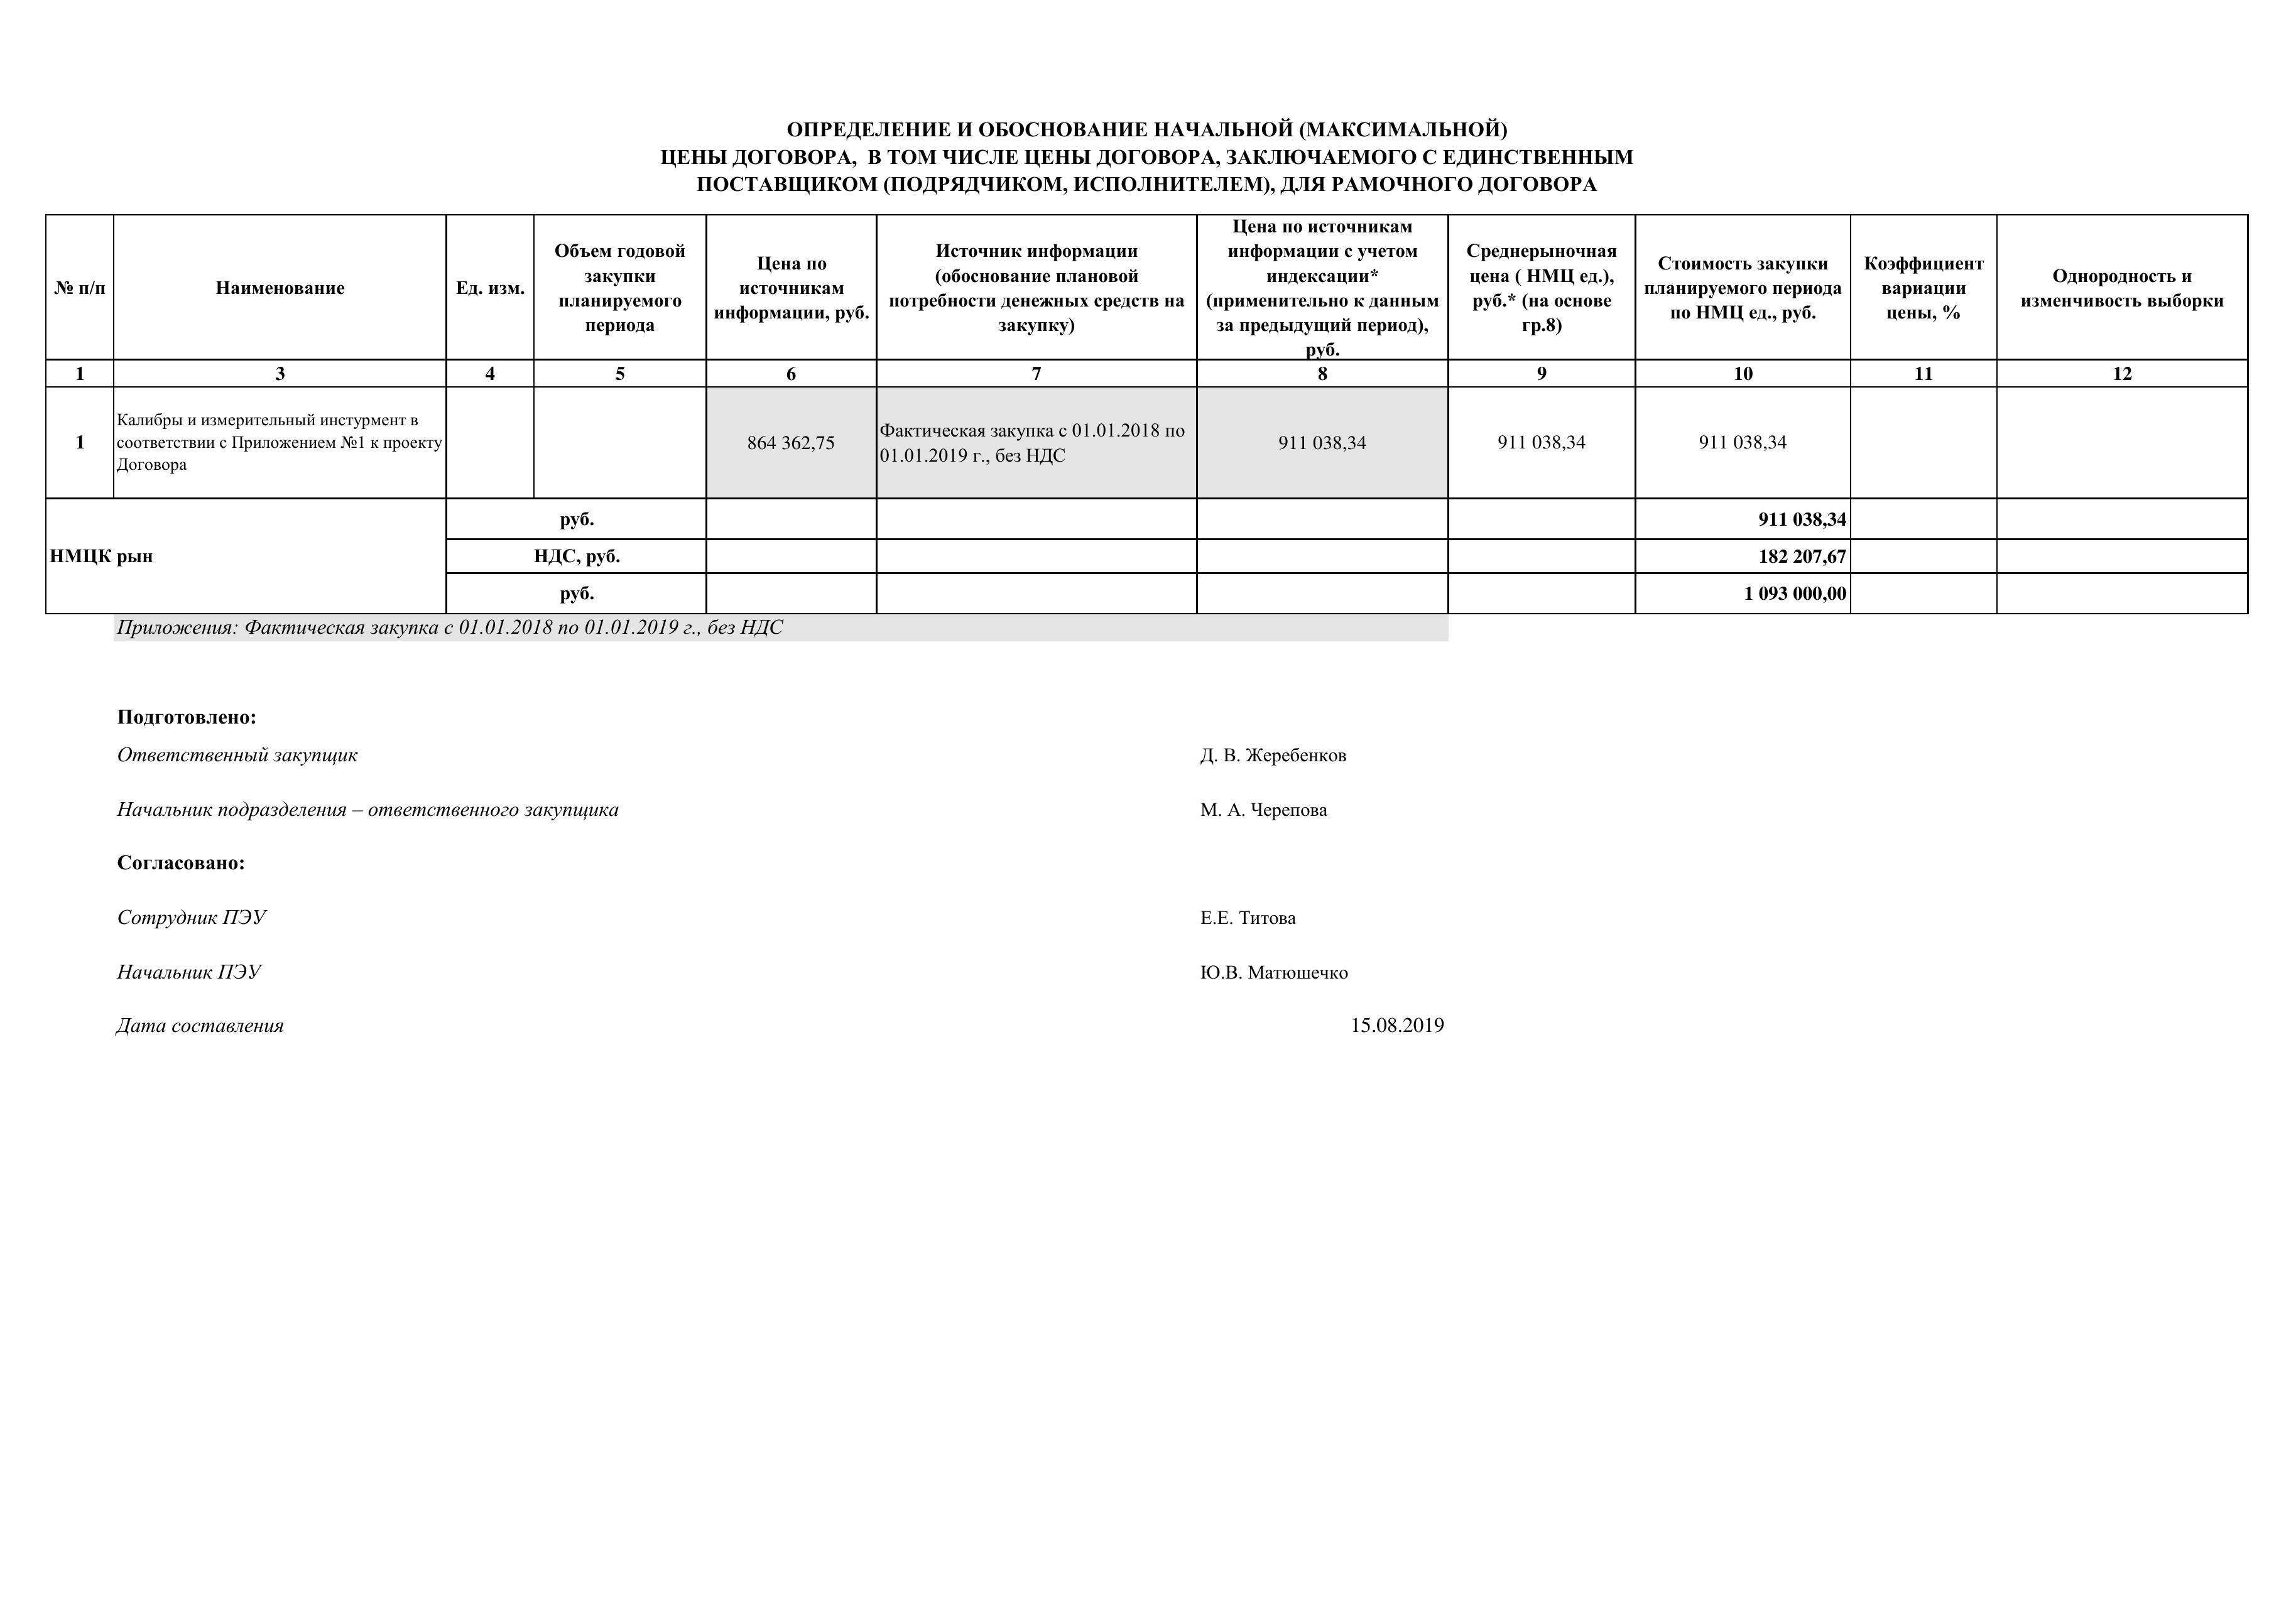 ОПРЕДЕЛЕНИЕ И ОБОСНОВАНИЕ НАЧАЛЬНОЙ (МАКСИМАЛЬНОЙ)
ЦЕНЫ ДОГОВОРА, В ТОМ ЧИСЛЕ ЦЕНЫ ДОГОВОРА, ЗАКЛЮЧАЕМОГО С ЕДИНСТВЕННЫМ
ПОСТАВЩИКОМ (ПОДРЯДЧИКОМ, ИСПОЛНИТЕЛЕМ), ДЛЯ РАМОЧНОГО ДОГОВОРА
№ п/п
Наименование
Ед. изм.
Объем годовой
закупки
планируемого
периода
Цена по
источникам
информации, руб.
Источник информации
(обоснование плановой
потребности денежных средств на
закупку)
Цена по источникам
информации с учетом
индексации*
(применительно к данным
за предыдущий период),
руб.
Среднерыночная
цена ( НМЦ ед.),
руб.* (на основе
гр.8)
Стоимость закупки
планируемого периода
по НМЦ ед., руб.
Коэффициент
вариации
цены, %
Однородность и
изменчивость выборки
1 3 4 5 6 7 8 9 10 11 12
1
Калибры и измерительный инстурмент в
соответствии с Приложением №1 к проекту
Договора
864 362,75
Фактическая закупка с 01.01.2018 по
01.01.2019 г., без НДС
911 038,34
911 038,34
911 038,34
НМЦК рын
руб. 911 038,34
НДС, руб. 182 207,67
руб. 1 093 000,00
Приложения: Фактическая закупка с 01.01.2018 по 01.01.2019 г., без НДС
Подготовлено:
Ответственный закупщик Д. В. Жеребенков
Начальник подразделения – ответственного закупщика М. А. Черепова
Согласовано:
Сотрудник ПЭУ Е.Е. Титова
Начальник ПЭУ Ю.В. Матюшечко
Дата составления 15.08.2019